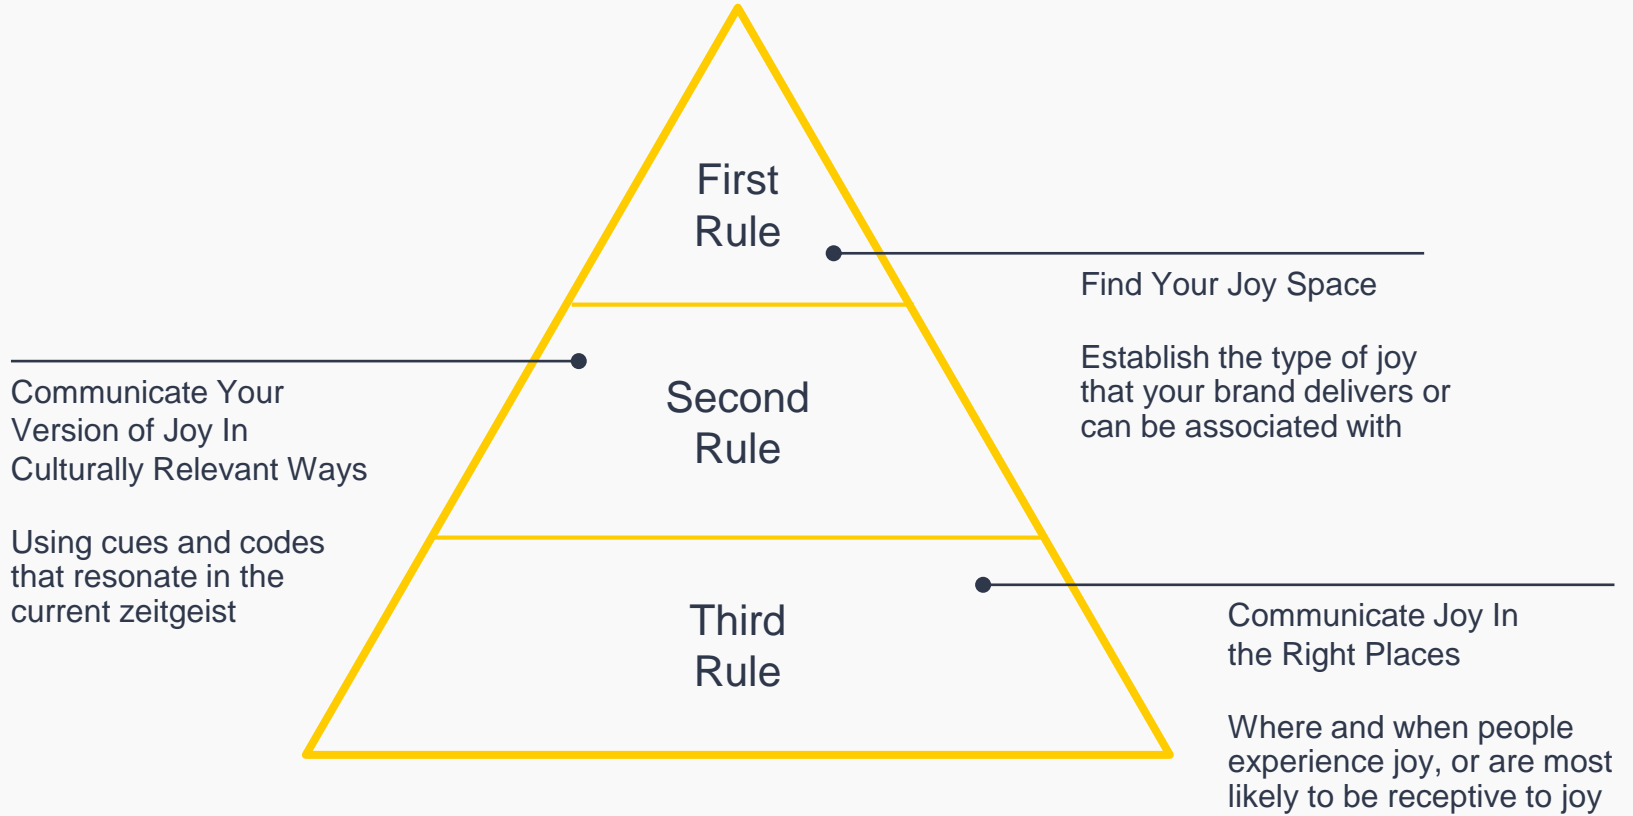 First
Rule
Find Your Joy Space
Establish the type of joy
that your brand delivers or
can be associated with
Communicate Your
Version of Joy In
Culturally Relevant Ways
Using cues and codes
that resonate in the
current zeitgeist
Second
Rule
Third
Rule
Communicate Joy In
the Right Places
Where and when people
experience joy, or are most
likely to be receptive to joy